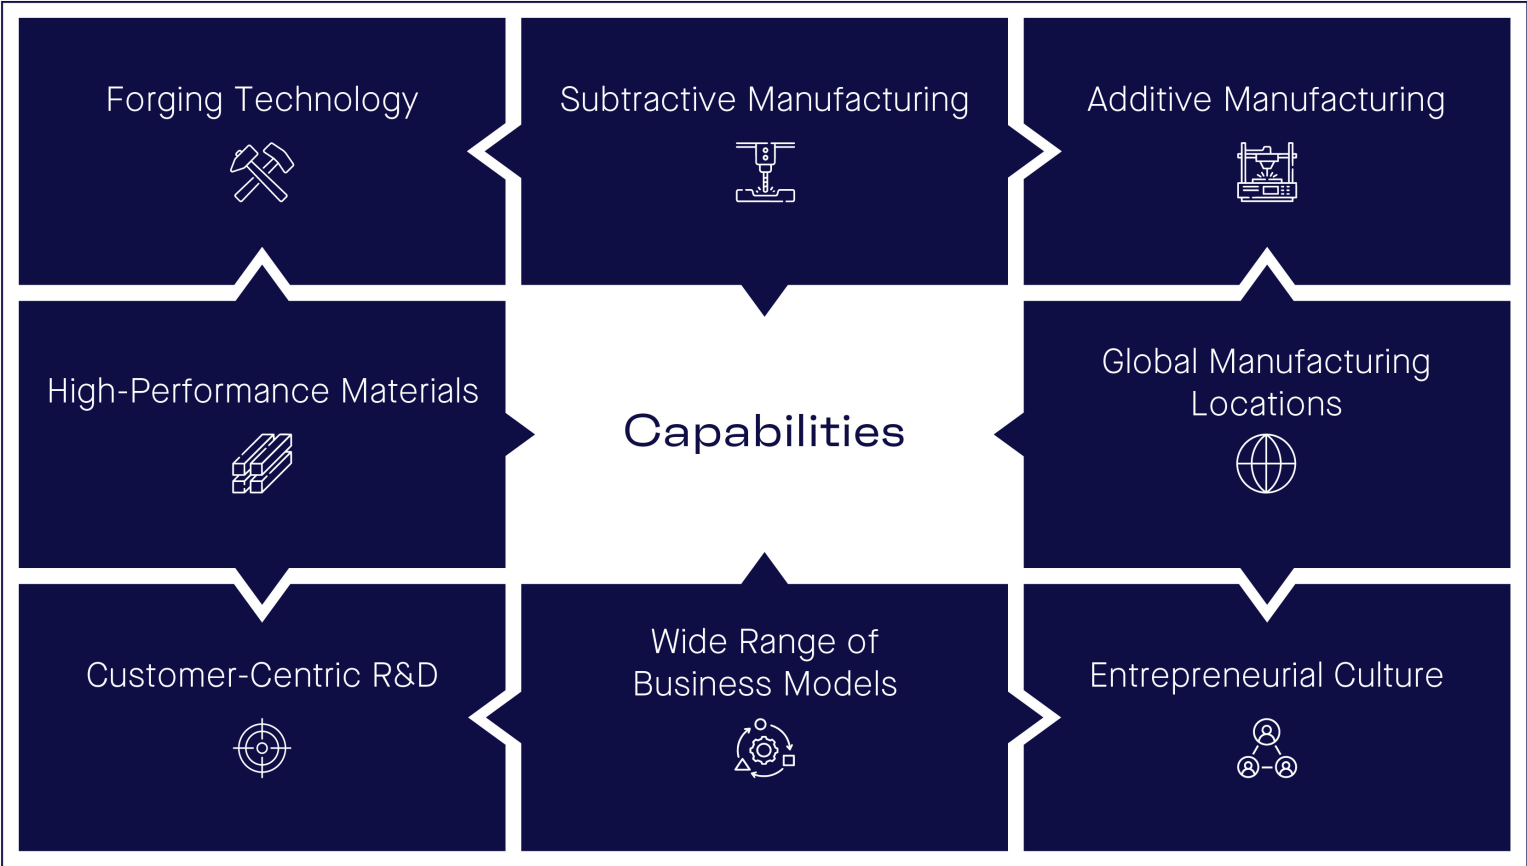 Forging Technology
Subtractive Manufacturing
Additive Manufacturing
High-Performance Materials
Capabilities
Global Manufacturing
Locations
Customer-Centric R&D
Wide Range of
Business Models
Entrepreneurial Culture